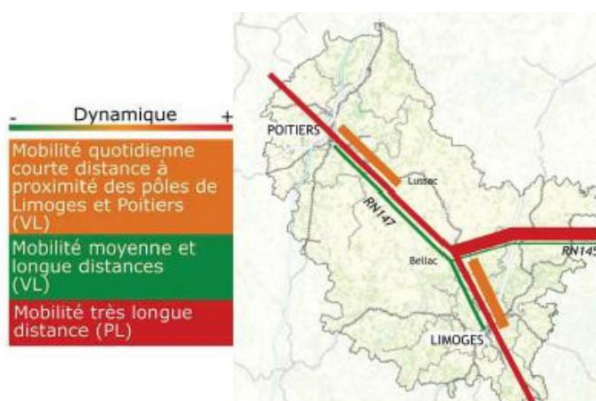 Dynamique
- +
Mobilité quotidienne
courte distance à
proximité des pôles de
Limoges et Poitiers
(VL)
Mobilité moyenne et
longue distances
(VL)
Mobilité très longue
distance (PL)
POITIERS
Lussac
RN147
Bellac
RN145
LIMOGES